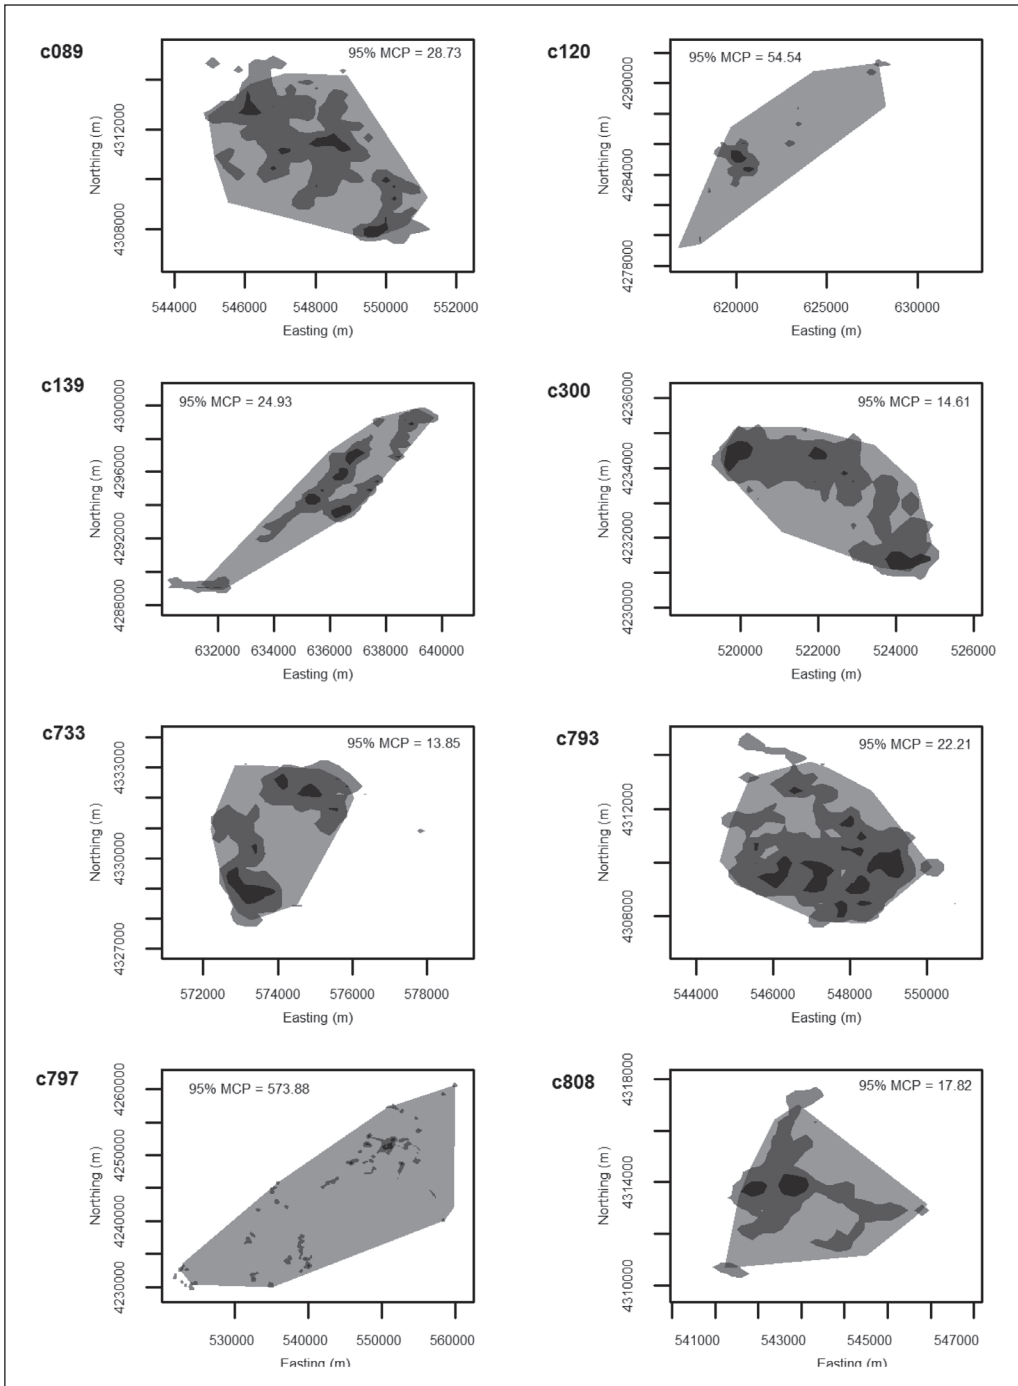 c089
95% MCP = 28.73
Northing (m)
4312000
4308000
544000 546000 548000 550000 552000
Easting (m)
c120
95% MCP = 54.54
Northing (m)
4290000
4284000
4278000
620000 625000 630000
Easting (m)
c139
95% MCP = 24.93
Northing (m)
4300000
4296000
4292000
4288000
632000 634000 636000 638000 640000
Easting (m)
c300
95% MCP = 14.61
Northing (m)
4236000
4234000
4232000
4230000
520000 522000 524000 526000
Easting (m)
c733
95% MCP = 13.85
Northing (m)
4333000
4330000
4327000
572000 574000 576000 578000
Easting (m)
c793
95% MCP = 22.21
Northing (m)
4312000
4308000
544000 546000 548000 550000
Easting (m)
c797
95% MCP = 573.88
Northing (m)
4260000
4250000
4240000
4230000
530000 540000 550000 560000
Easting (m)
c808
95% MCP = 17.82
Northing (m)
4318000
4314000
4310000
541000 543000 545000 547000
Easting (m)